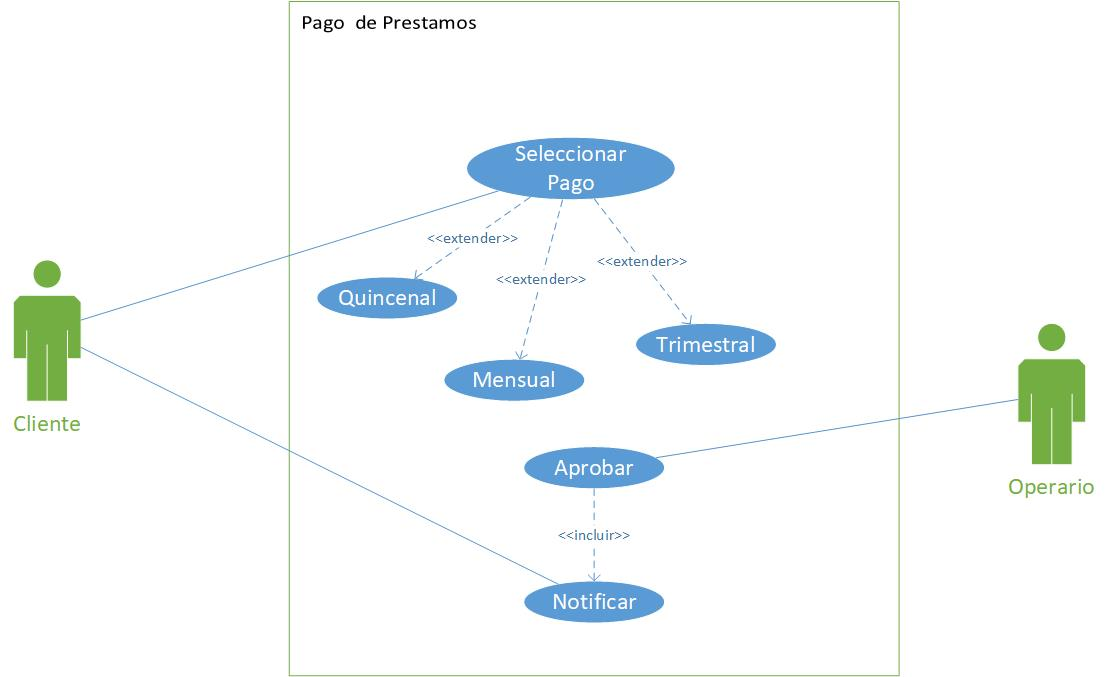 Pago  de Prestamos
Seleccionar
Pago
<<extender>>
<<extender>>
<<extender>>
Quincenal
Trimestral
Mensual
Cliente
Aprobar
Operario
<<incluir>>
Notificar